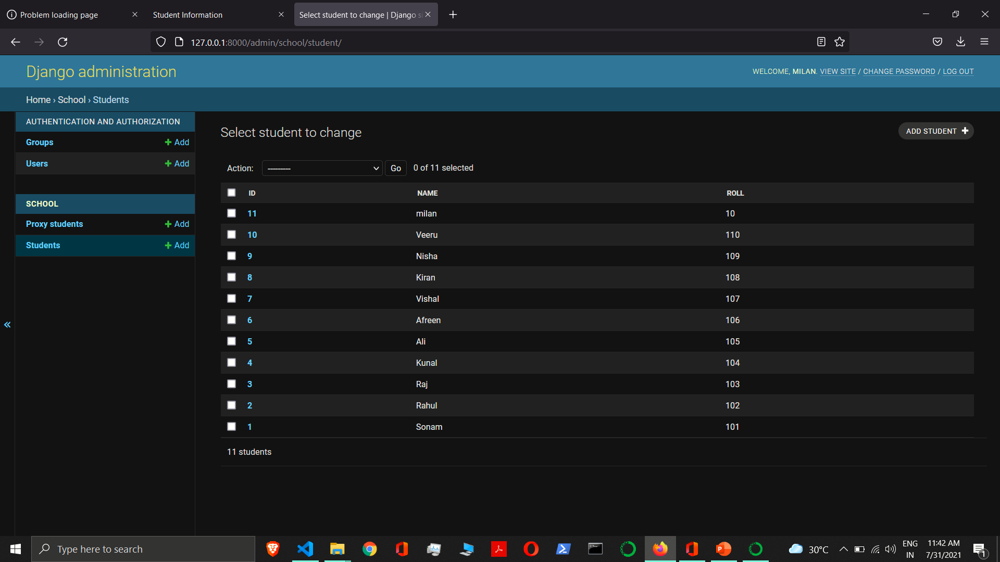 Problem loading page
Student Information
Select student to change | Django si
127.0.0.1:8000/admin/school/student/
Django administration
WELCOME, MILAN. VIEW SITE / CHANGE PASSWORD / LOG OUT
Home › School › Students
AUTHENTICATION AND AUTHORIZATION
Groups + Add
Users + Add
SCHOOL
Proxy students + Add
Students + Add
«
Select student to change
ADD STUDENT +
Action: --------- Go 0 of 11 selected
ID NAME ROLL
11 milan 10
10 Veeru 110
9 Nisha 109
8 Kiran 108
7 Vishal 107
6 Afreen 106
5 Ali 105
4 Kunal 104
3 Raj 103
2 Rahul 102
1 Sonam 101
11 students
Type here to search
30°C
ENG
IN
11:42 AM
7/31/2021
1